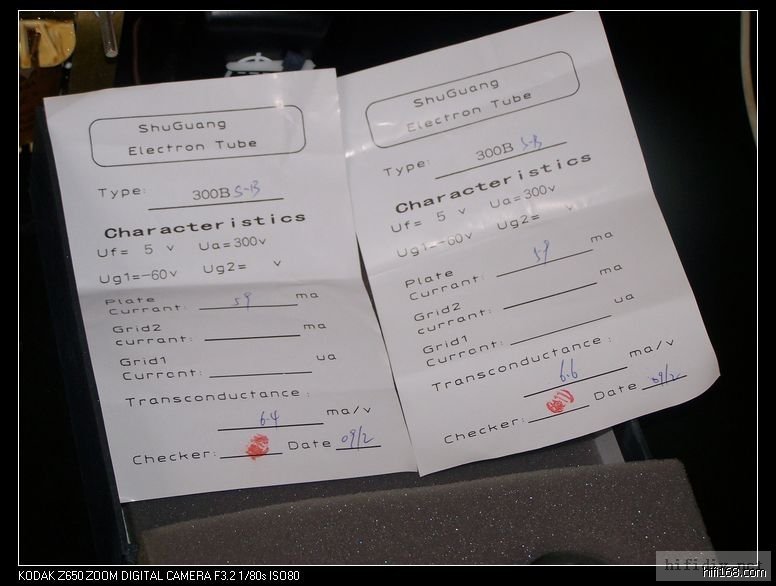 ShuGuang
Electron Tube
Type: 300B S-B
Characteristics
Uf= 5 v Ua=300v
Ug1=-60v Ug2= v
Plate
Current: 59 ma
Grid2
current: ma
Grid1
Current: ua
Transconductance:
6.4 ma/v
Checker: Date 09/2
ShuGuang
Electron Tube
Type: 300B S-B
Characteristics
Uf= 5 v Ua=300v
Ug1=-60v Ug2= v
Plate
Current: 59 ma
Grid2
current: ma
Grid1
Current: ua
Transconductance:
6.6 ma/v
Checker: Date 09/2
KODAK Z650 ZOOM DIGITAL CAMERA F3.2 1/80s ISO80
hifidiy.net
hifi168.com